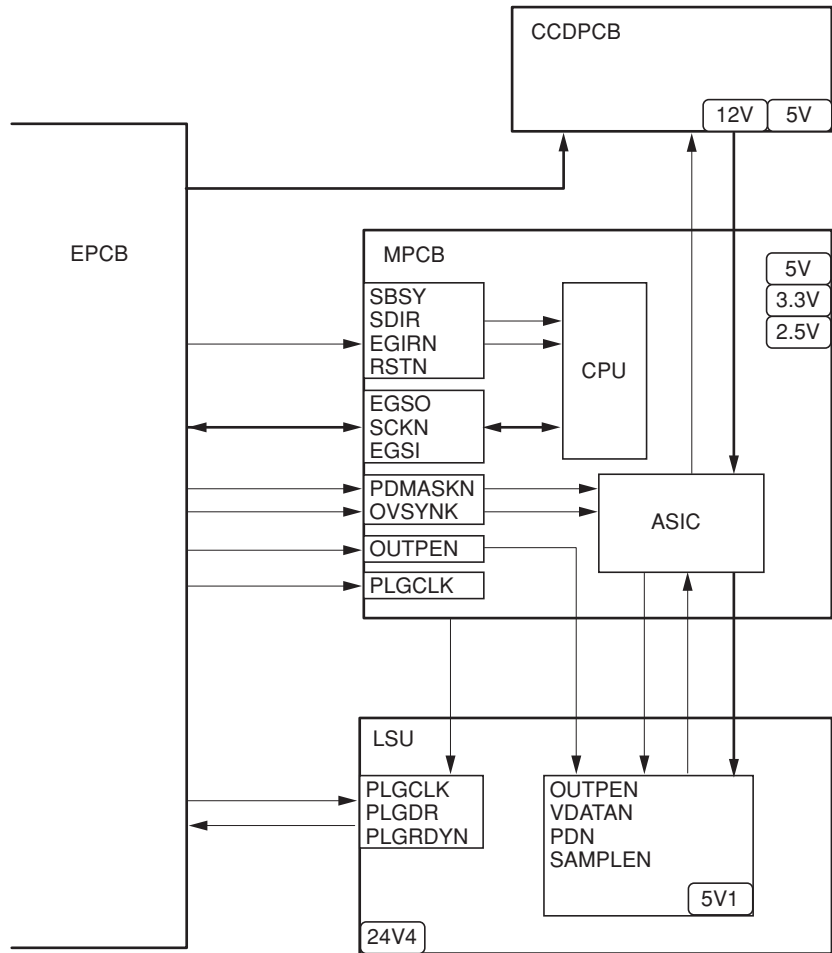 CCDPCB
12V 5V
EPCB
MPCB
5V
3.3V
2.5V
SBSY
SDIR
EGIRN
RSTN
CPU
EGSO
SCKN
EGSI
PDMASKN
OVSYNK
ASIC
OUTPEN
PLGCLK
LSU
PLGCLK
PLGDR
PLGRDYN
OUTPEN
VDATAN
PDN
SAMPLEN
5V1
24V4